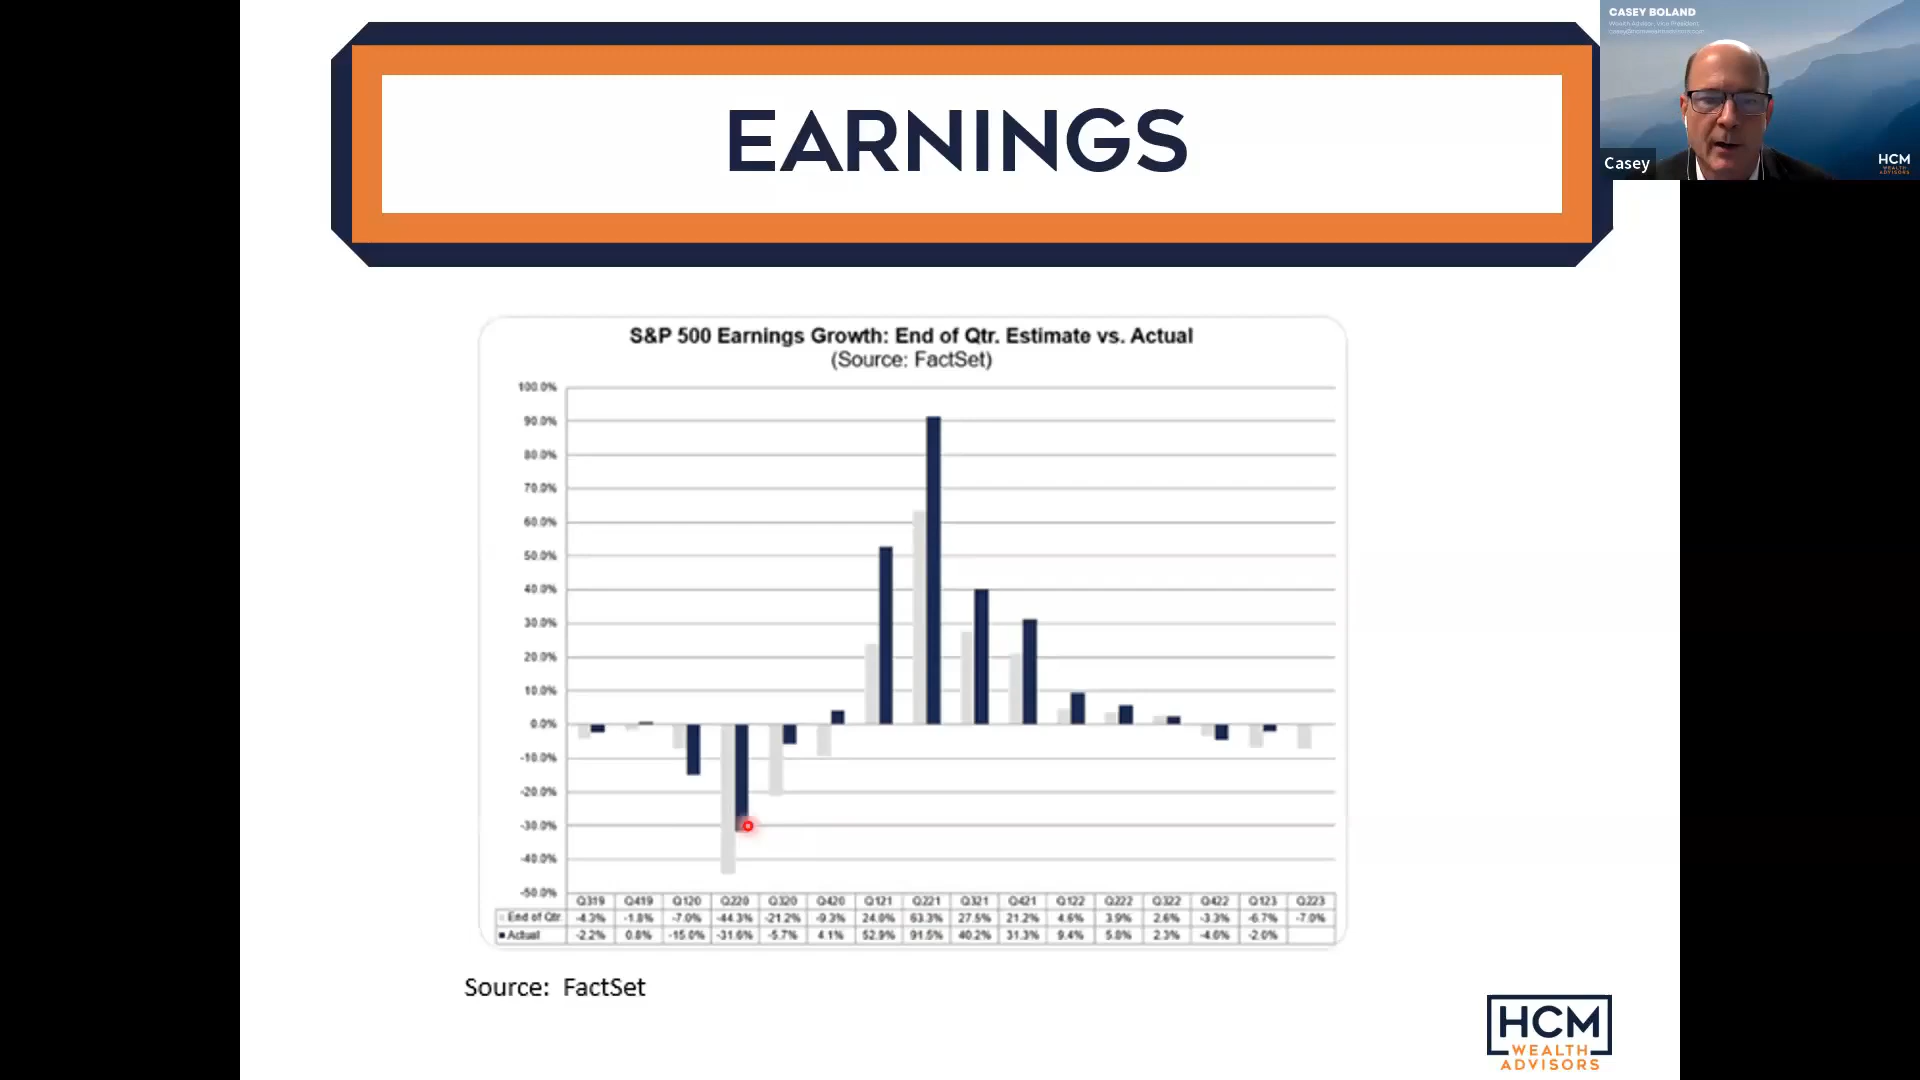 CASEY BOLAND
Wealth Advisor, Vice President
Casey
HCM
WEALTH
ADVISORS
EARNINGS
S&P 500 Earnings Growth: End of Qtr. Estimate vs. Actual
(Source: FactSet)
100.0%
90.0%
80.0%
70.0%
60.0%
50.0%
40.0%
30.0%
20.0%
10.0%
0.0%
-10.0%
-20.0%
-30.0%
-40.0%
-50.0%
Q319 Q419 Q120 Q220 Q320 Q420 Q121 Q221 Q321 Q421 Q122 Q222 Q322 Q422 Q123 Q223
End of Qtr. -4.3% -1.8% -7.0% -44.3% -21.2% -9.3% 24.0% 63.3% 27.5% 21.2% 4.6% 3.9% 2.6% -3.3% -6.7% -7.0%
Actual -2.2% 0.8% -15.0% -31.6% -5.7% 4.1% 52.9% 91.5% 40.2% 31.3% 9.4% 5.8% 2.3% -4.6% -2.0%
Source: FactSet
HCM
WEALTH
ADVISORS